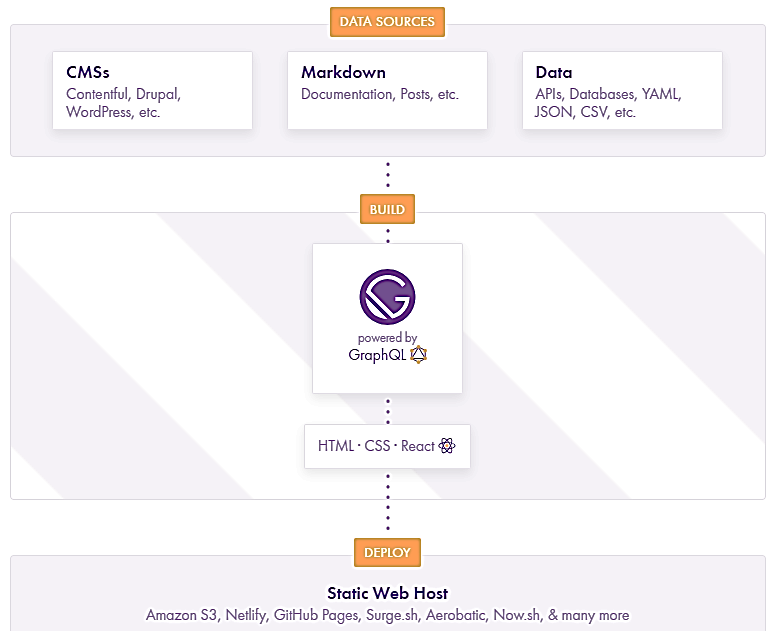 DATA SOURCES
CMSs
Contentful, Drupal,
WordPress, etc.
Markdown
Documentation, Posts, etc.
Data
APIs, Databases, YAML,
JSON, CSV, etc.
BUILD
powered by
GraphQL
HTML · CSS · React
DEPLOY
Static Web Host
Amazon S3, Netlify, GitHub Pages, Surge.sh, Aerobatic, Now.sh, & many more